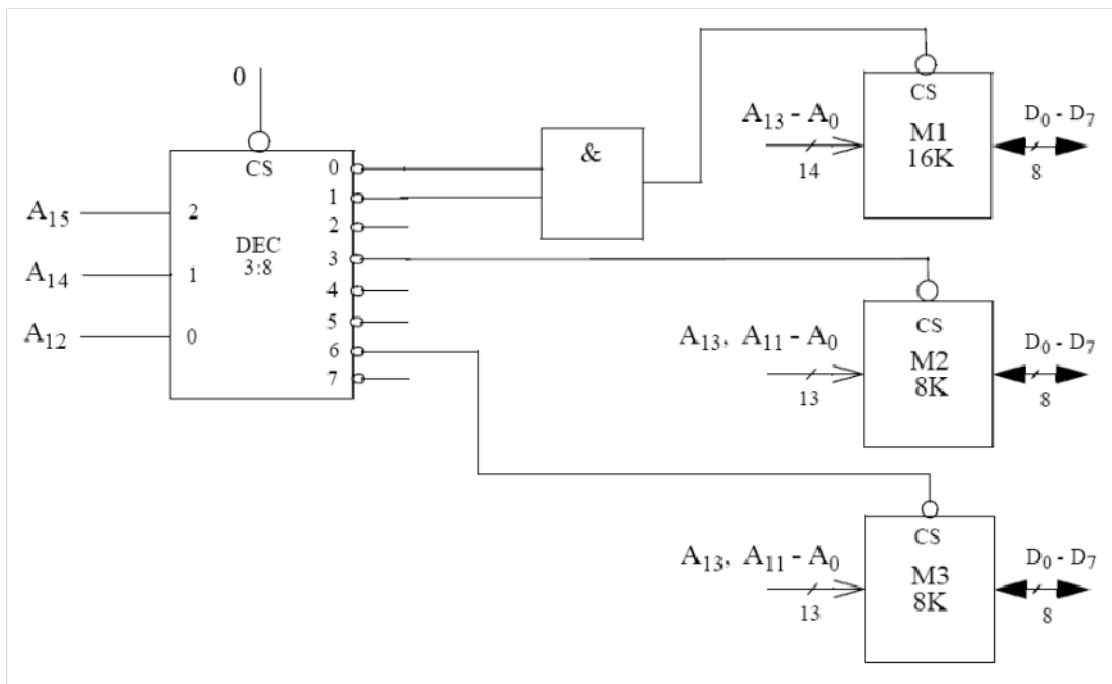 0
CS
DEC
3:8
A15
A14
A12
2
1
0
0
1
2
3
4
5
6
7
&
CS
M1
16K
A13 - A0
14
D0 - D7
8
CS
M2
8K
A13, A11 - A0
13
D0 - D7
8
CS
M3
8K
A13, A11 - A0
13
D0 - D7
8